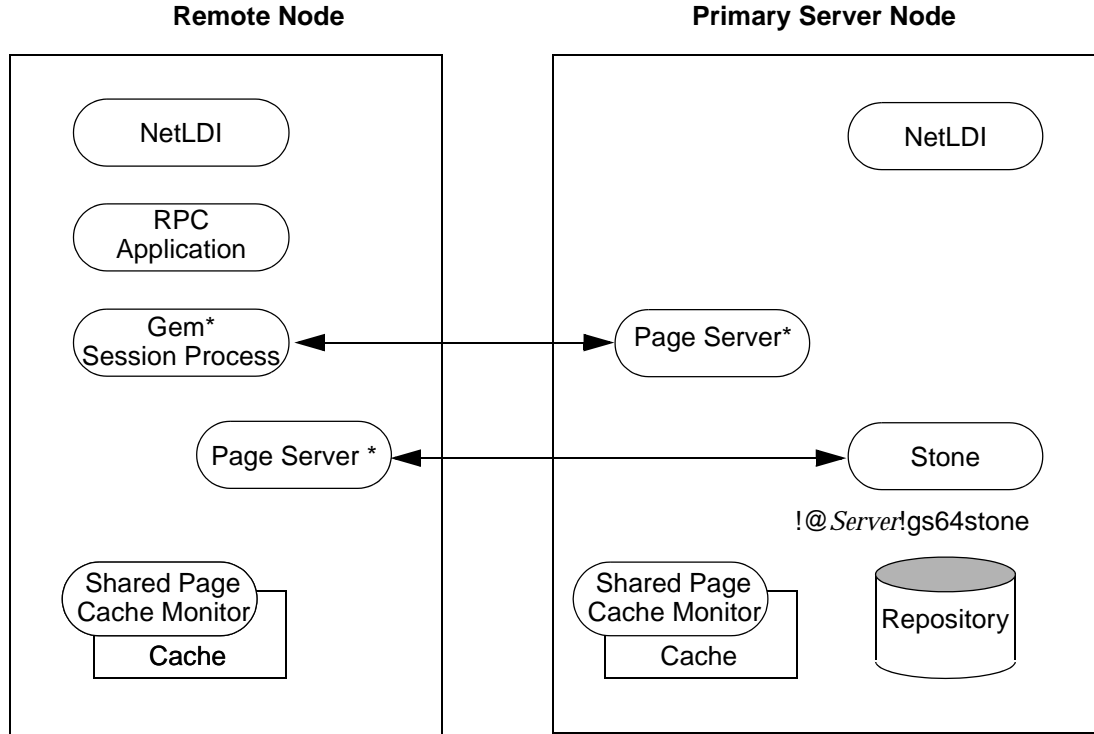 Remote Node
Primary Server Node
NetLDI
NetLDI
RPC
Application
Gem*
Session Process
Page Server*
Page Server *
Stone
!@Server!gs64stone
Shared Page
Cache Monitor
Cache
Shared Page
Cache Monitor
Cache
Repository